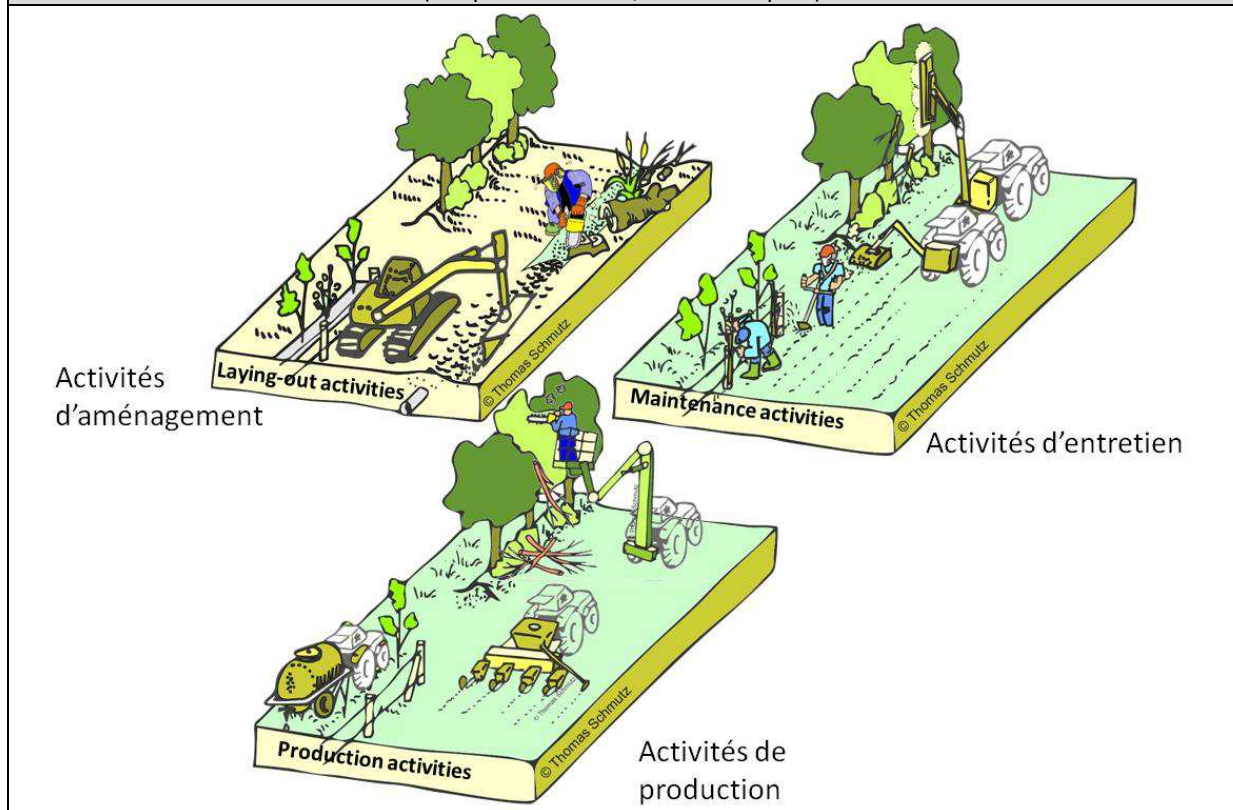 Laying-out activities
© Thomas Schmutz
Activités
d'aménagement
Maintenance activities
© Thomas Schmutz
Activités d'entretien
Production activities
© Thomas Schmutz
Activités de
production